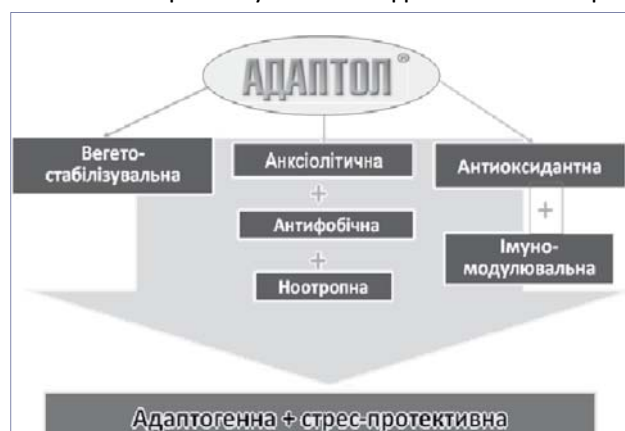 АДАПТОЛ®
Вегето-
стабілізувальна
Анксіолітична
+
Антифобічна
+
Ноотропна
Антиоксидантна
+
Імуно-
модулювальна
Адаптогенна + стрес-протективна